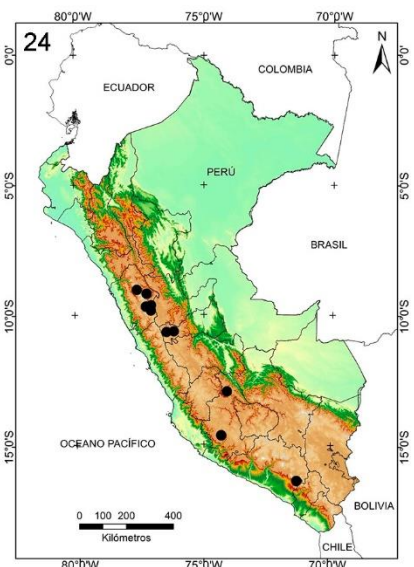 80°0'W 75°0'W 70°0'W
24
N
0°0' 0°0'
COLOMBIA
ECUADOR
PERÚ
5°0'S 5°0'S
BRASIL
10°0'S 10°0'S
OCEANO PACÍFICO
15°0'S 15°0'S
BOLIVIA
0 100 200 400
Kilómetros
CHILE
80°0'W 75°0'W 70°0'W